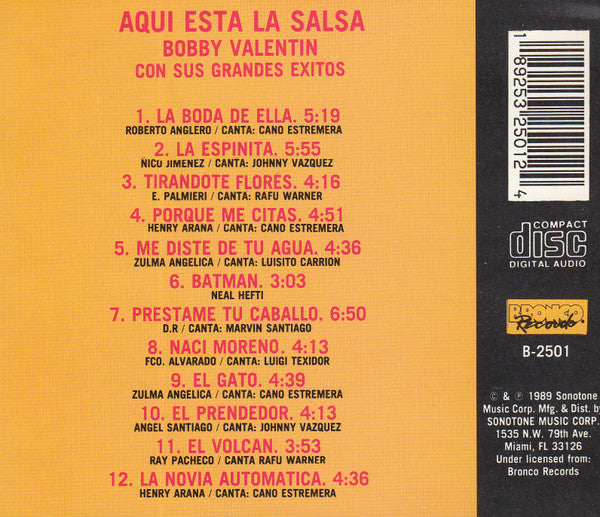 AQUI ESTA LA SALSA
BOBBY VALENTIN
CON SUS GRANDES EXITOS
1. LA BODA DE ELLA. 5:19
ROBERTO ANGLERO / CANTA: CANO ESTREMERA
2. LA ESPINITA. 5:55
ÑICO JIMENEZ / CANTA: JOHNNY VAZQUEZ
3. TIRANDOTE FLORES. 4:16
E. PALMIERI / CANTA: RAFU WARNER
4. PORQUE ME CITAS. 4:51
HENRY ARANA / CANTA: CANO ESTREMERA
5. ME DISTE DE TU AGUA. 4:36
ZULMA ANGELICA / CANTA: LUISITO CARRION
6. BATMAN. 3:03
NEAL HEFTI
7. PRESTAME TU CABALLO. 6:50
D.R / CANTA: MARVIN SANTIAGO
8. NACI MORENO. 4:13
FCO. ALVARADO / CANTA: LUIGI TEXIDOR
9. EL GATO. 4:39
ZULMA ANGELICA / CANTA: CANO ESTREMERA
10. EL PRENDEDOR. 4:13
ANGEL SANTIAGO / CANTA: JOHNNY VAZQUEZ
11. EL VOLCAN. 3:53
RAY PACHECO / CANTA RAFU WARNER
12. LA NOVIA AUTOMATICA. 4:36
HENRY ARANA / CANTA: CANO ESTREMERA
1 89253 25012 4
COMPACT
disc
DIGITAL AUDIO
BRONCO
Records
B-2501
© & ℗ 1989 Sonotone
Music Corp. Mfg. & Dist. by
SONOTONE MUSIC CORP.
1535 N.W. 79th Ave.
Miami, FL 33126
Under licensed from:
Bronco Records